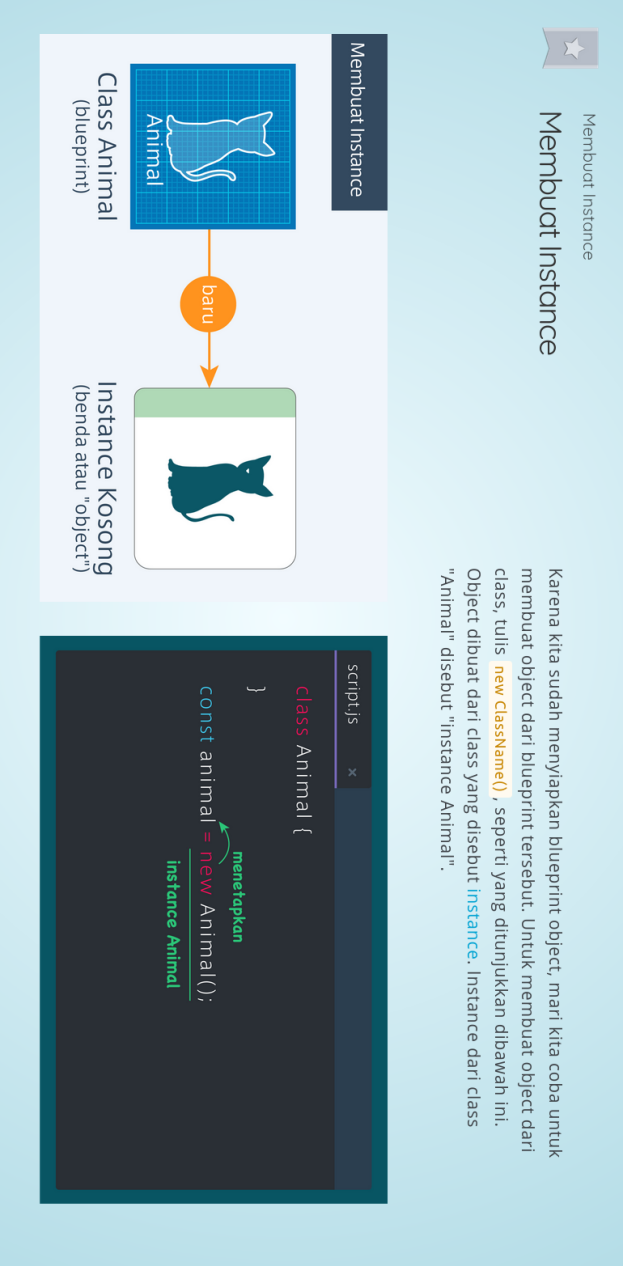 Membuat Instance
Membuat Instance
Karena kita sudah menyiapkan blueprint object, mari kita coba untuk
membuat object dari blueprint tersebut. Untuk membuat object dari
class, tulis new ClassName() , seperti yang ditunjukkan dibawah ini.
Object dibuat dari class yang disebut instance. Instance dari class
"Animal" disebut "instance Animal".
Membuat Instance
Animal
baru
Class Animal
(blueprint)
Instance Kosong
(benda atau "object")
script.js ×
class Animal {
}
menetapkan
const animal = new Animal();
instance Animal